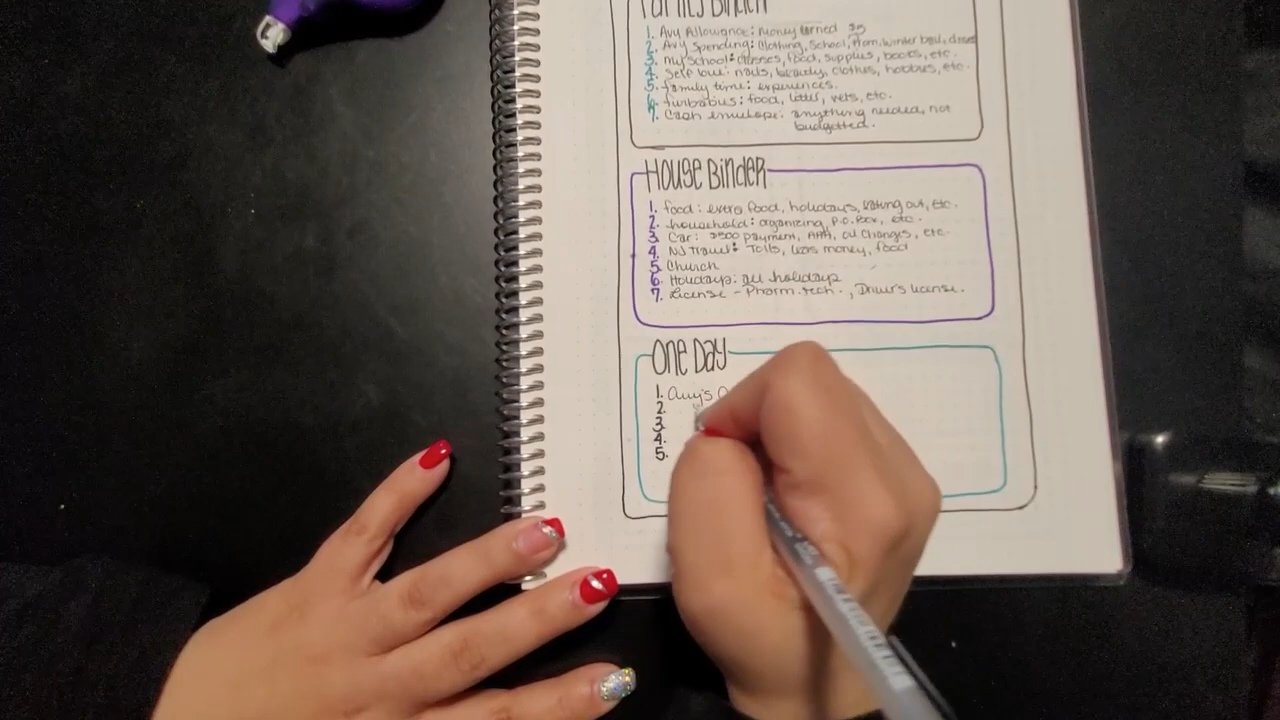 Binder
1. Avy Allowance: money earned $5
2. Avy Spending: Clothing, School, Prom, winter ball, dress
3. my school: classes, food, supplies, books, etc.
4. Self love: nails, beauty, clothes, hobbies, etc.
5. family time: experiences.
6. furbabies: food, litter, vets, etc.
7. Cash envelope: anything needed, not
budgetted.
House Binder
1. food: extra food, holidays, eating out, etc.
2. household: organizing, P.O. Box, etc.
3. Car: payment, AAA, oil Changes, etc.
4. NJ Travel: Tolls, money, food
5. Church
6. Holidays: all holidays
7. License - Pharm.tech., Driver's license.
One Day
1.
2.
3.
4.
5.